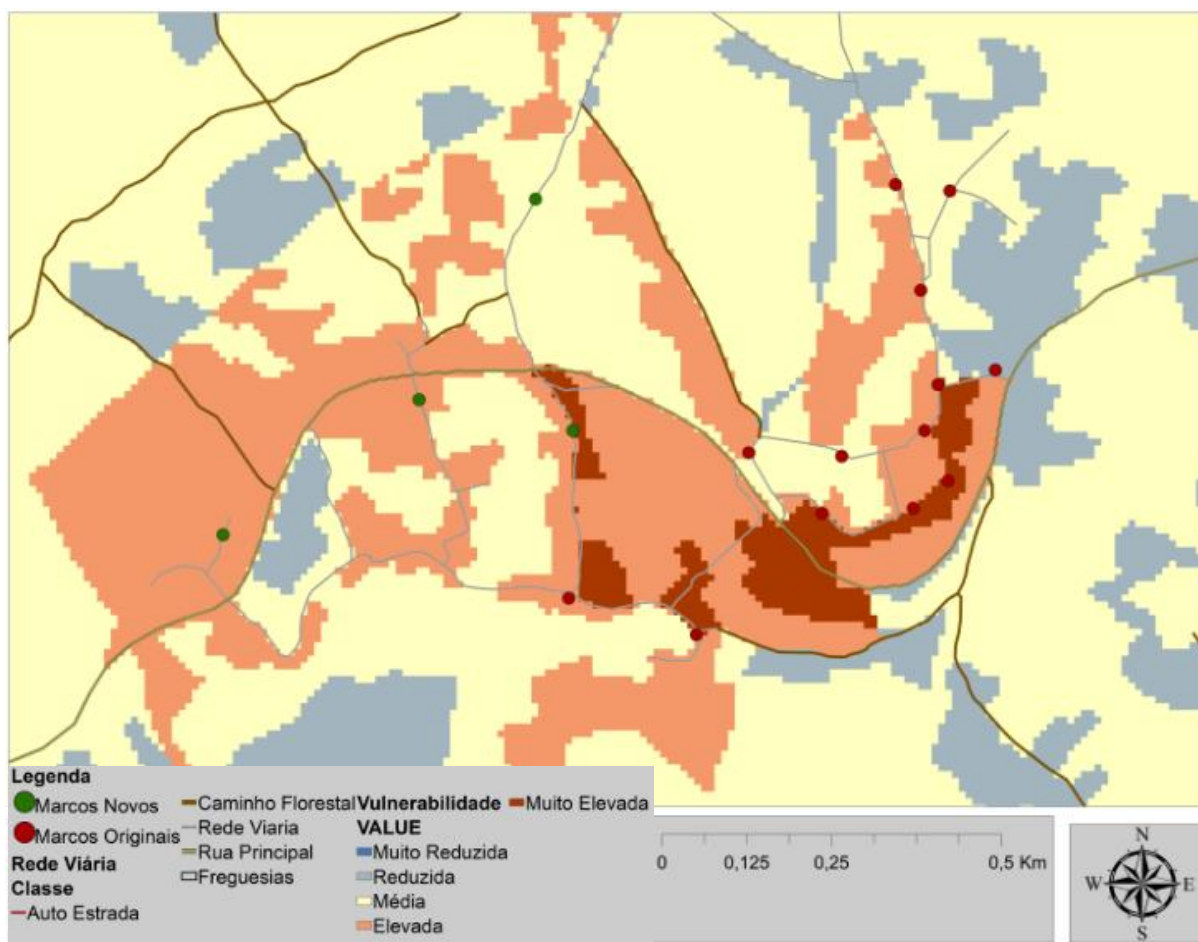 Legenda
Marcos Novos
Marcos Originais
Rede Viária
Classe
Auto Estrada
Caminho Florestal
Rede Viaria
Rua Principal
Freguesias
Vulnerabilidade
VALUE
Muito Reduzida
Reduzida
Média
Elevada
Muito Elevada
0 0,125 0,25 0,5 Km
N
W E
S